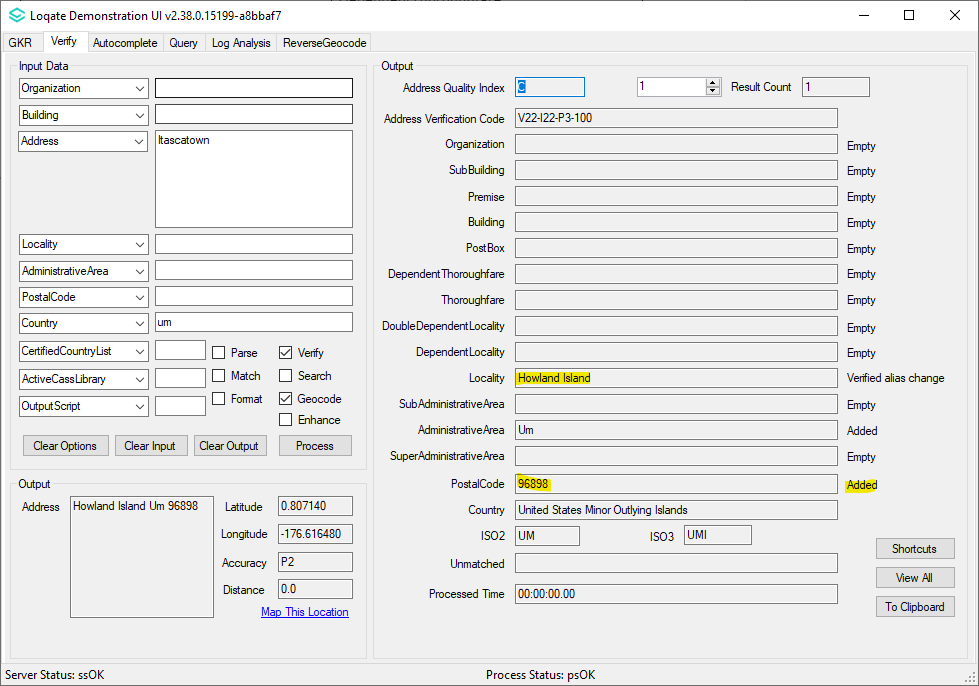 Loqate Demonstration UI v2.38.0.15199-a8bbaf7
GKR Verify Autocomplete Query Log Analysis ReverseGeocode
Input Data
Organization
Building
Address Itascatown
Locality
AdministrativeArea
PostalCode
Country um
CertifiedCountryList Parse Verify
ActiveCassLibrary Match Search
OutputScript Format Geocode
Enhance
Clear Options Clear Input Clear Output Process
Output
Address Howland Island Um 96898
Latitude 0.807140
Longitude -176.616480
Accuracy P2
Distance 0.0
Map This Location
Output
Address Quality Index C 1 Result Count 1
Address Verification Code V22-I22-P3-100
Organization Empty
SubBuilding Empty
Premise Empty
Building Empty
PostBox Empty
DependentThoroughfare Empty
Thoroughfare Empty
DoubleDependentLocality Empty
DependentLocality Empty
Locality Howland Island Verified alias change
SubAdministrativeArea Empty
AdministrativeArea Um Added
SuperAdministrativeArea Empty
PostalCode 96898 Added
Country United States Minor Outlying Islands
ISO2 UM ISO3 UMI
Unmatched
Processed Time 00:00:00.00
Shortcuts
View All
To Clipboard
Server Status: ssOK Process Status: psOK